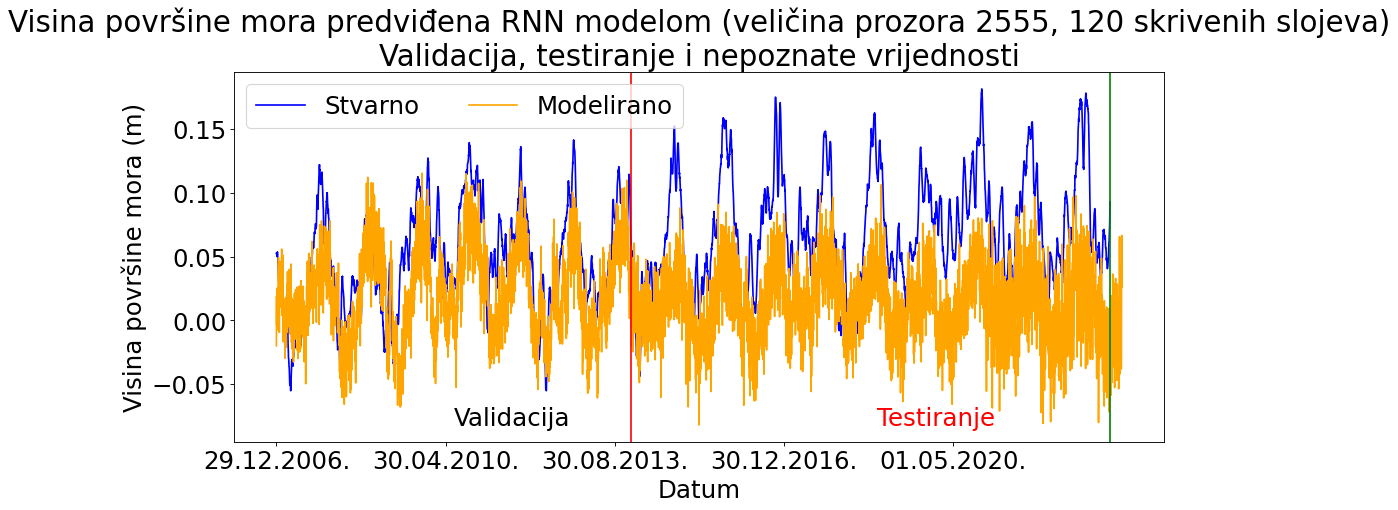 Visina površine mora predviđena RNN modelom (veličina prozora 2555, 120 skrivenih slojeva)
Validacija, testiranje i nepoznate vrijednosti
Stvarno
Modelirano
Visina površine mora (m)
0.15
0.10
0.05
0.00
−0.05
Validacija
Testiranje
29.12.2006.
30.04.2010.
30.08.2013.
30.12.2016.
01.05.2020.
Datum